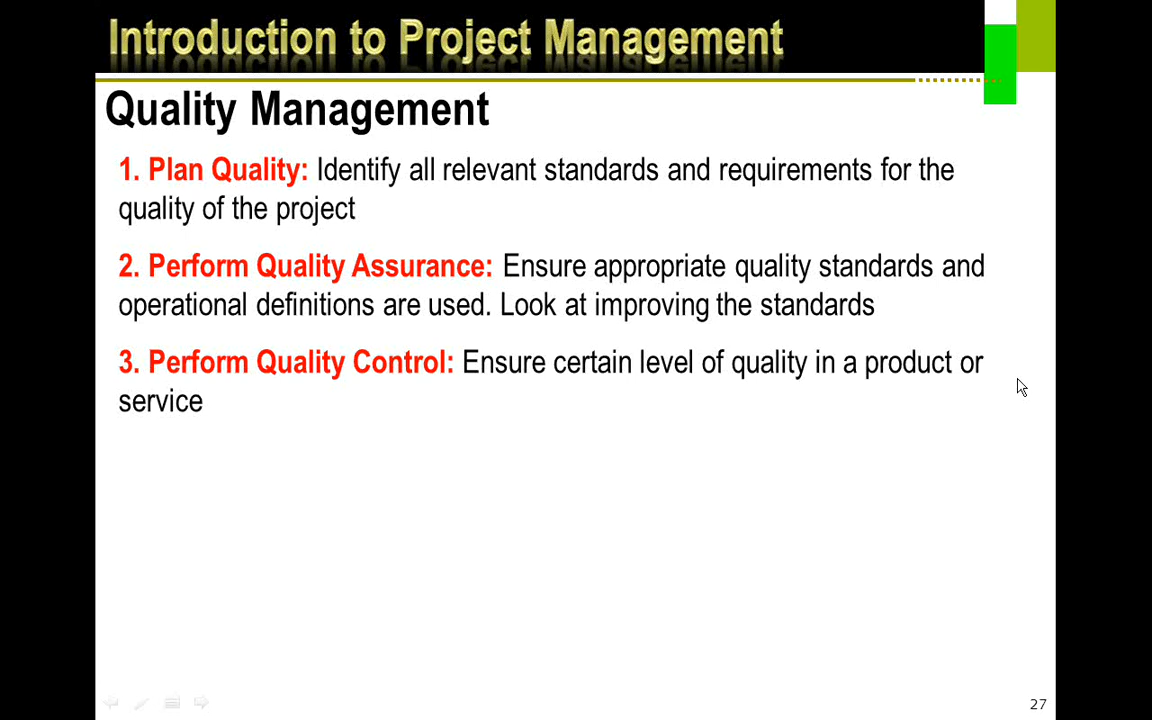 Introduction to Project Management
Quality Management
1. Plan Quality: Identify all relevant standards and requirements for the
quality of the project
2. Perform Quality Assurance: Ensure appropriate quality standards and
operational definitions are used. Look at improving the standards
3. Perform Quality Control: Ensure certain level of quality in a product or
service
27